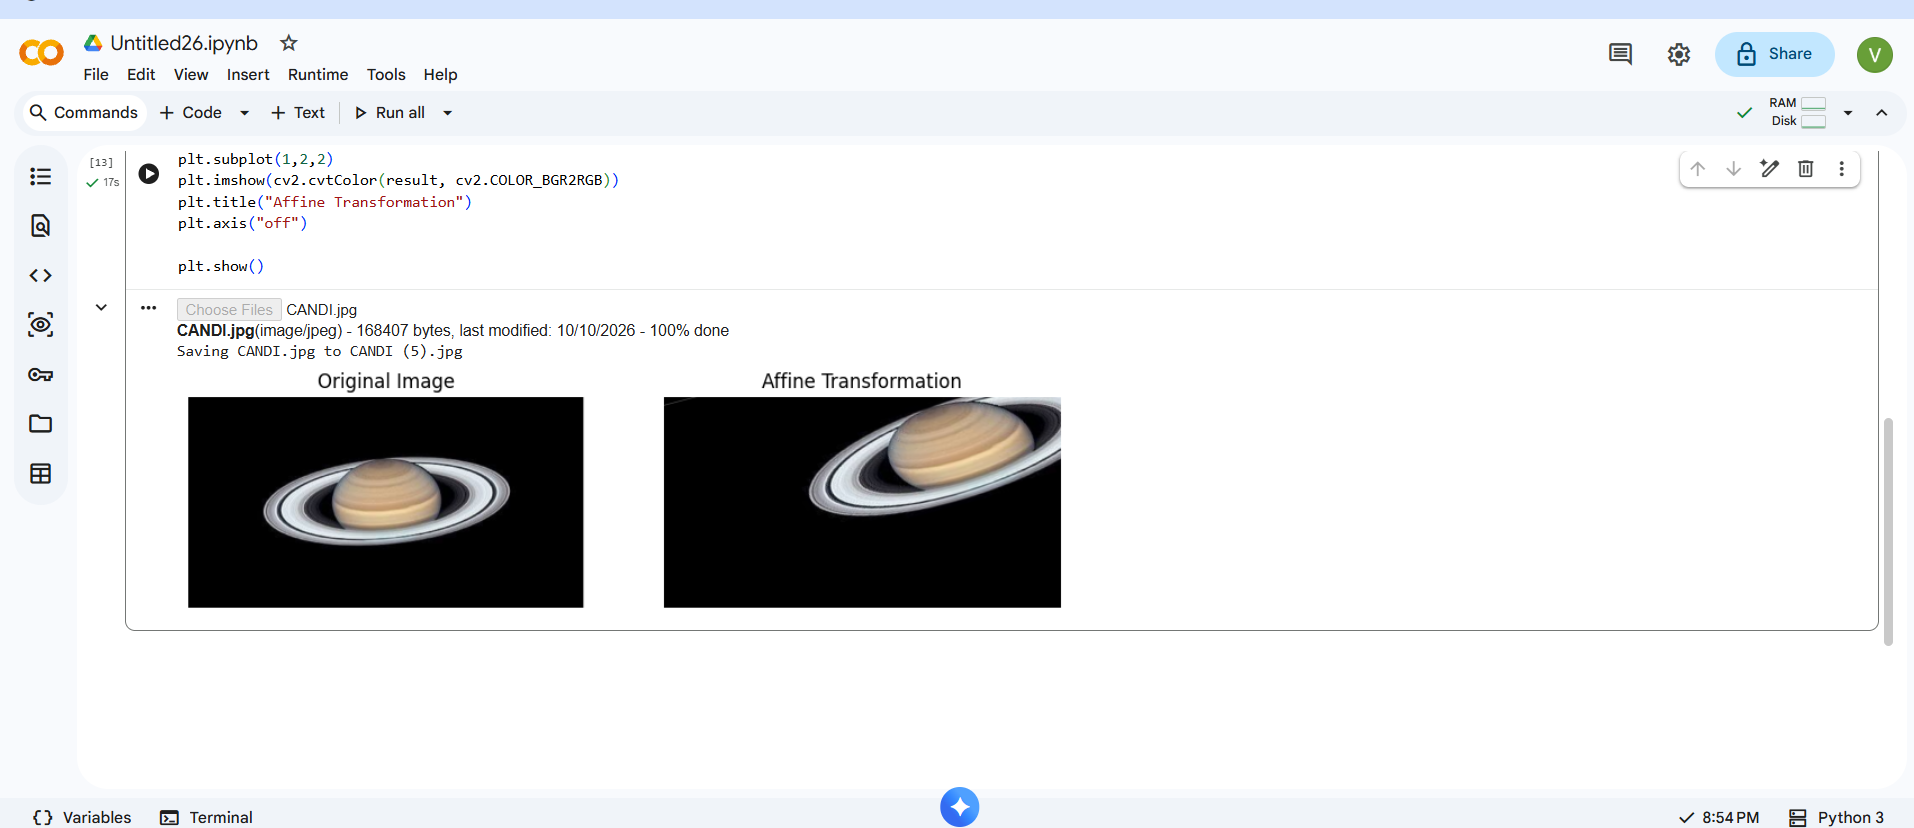 Untitled26.ipynb
File Edit View Insert Runtime Tools Help
Share
V
Commands + Code + Text Run all
RAM
Disk
[13]
17s
plt.subplot(1,2,2)
plt.imshow(cv2.cvtColor(result, cv2.COLOR_BGR2RGB))
plt.title("Affine Transformation")
plt.axis("off")
plt.show()
Choose Files CANDI.jpg
CANDI.jpg(image/jpeg) - 168407 bytes, last modified: 10/10/2026 - 100% done
Saving CANDI.jpg to CANDI (5).jpg
Original Image Affine Transformation
Variables Terminal 8:54 PM Python 3